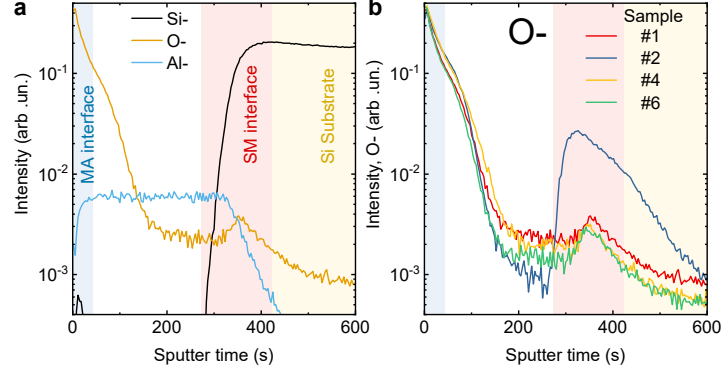 a
Si-
O-
Al-
MA interface
SM interface
Si Substrate
10⁻¹
10⁻²
10⁻³
Intensity (arb .un.)
0
200
400
600
Sputter time (s)
b
O-
Sample
#1
#2
#4
#6
10⁻¹
10⁻²
10⁻³
Intensity, O- (arb .un.)
0
200
400
600
Sputter time (s)